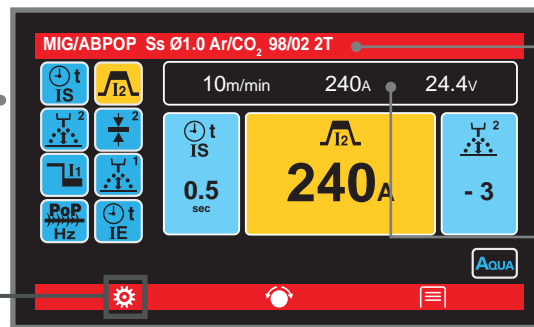 MIG/ABPOP Ss Ø1.0 Ar/CO₂ 98/02 2T
10m/min 240A 24.4V
t IS
I2
2
2
I1
1
PoP Hz
t IE
t IS
0.5
sec
I2
240A
2
- 3
AQUA